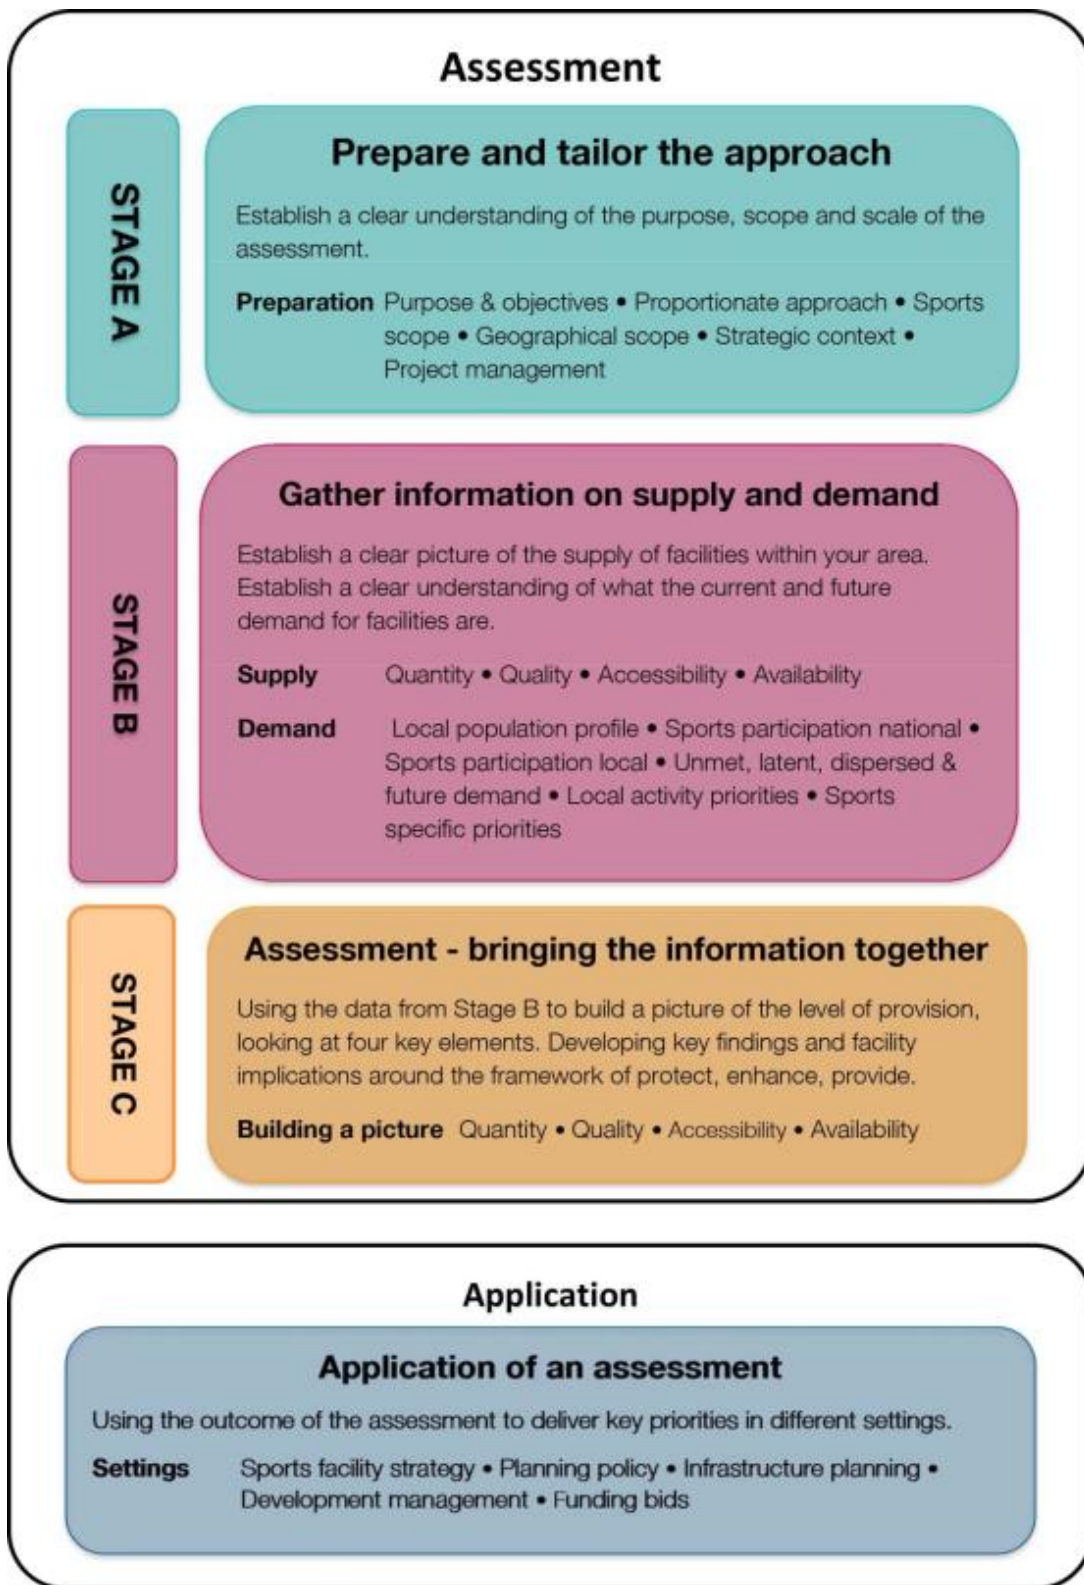 Assessment
STAGE A
Prepare and tailor the approach
Establish a clear understanding of the purpose, scope and scale of the
assessment.
Preparation Purpose & objectives • Proportionate approach • Sports
scope • Geographical scope • Strategic context •
Project management
STAGE B
Gather information on supply and demand
Establish a clear picture of the supply of facilities within your area.
Establish a clear understanding of what the current and future
demand for facilities are.
Supply Quantity • Quality • Accessibility • Availability
Demand Local population profile • Sports participation national •
Sports participation local • Unmet, latent, dispersed &
future demand • Local activity priorities • Sports
specific priorities
STAGE C
Assessment - bringing the information together
Using the data from Stage B to build a picture of the level of provision,
looking at four key elements. Developing key findings and facility
implications around the framework of protect, enhance, provide.
Building a picture Quantity • Quality • Accessibility • Availability
Application
Application of an assessment
Using the outcome of the assessment to deliver key priorities in different settings.
Settings Sports facility strategy • Planning policy • Infrastructure planning •
Development management • Funding bids